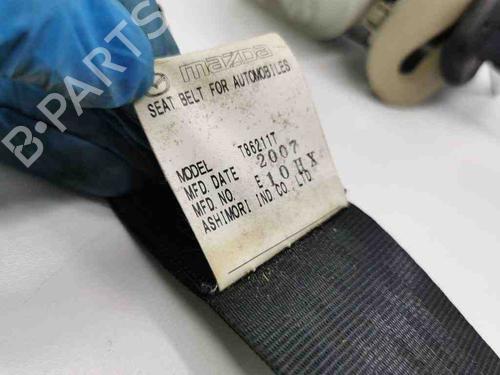 mazda
SEAT BELT FOR AUTOMOBILES
MODEL T86211T
MFD. DATE 2007
MFD. NO. E10HX
ASHIMORI IND CO. LTD
B-PARTS